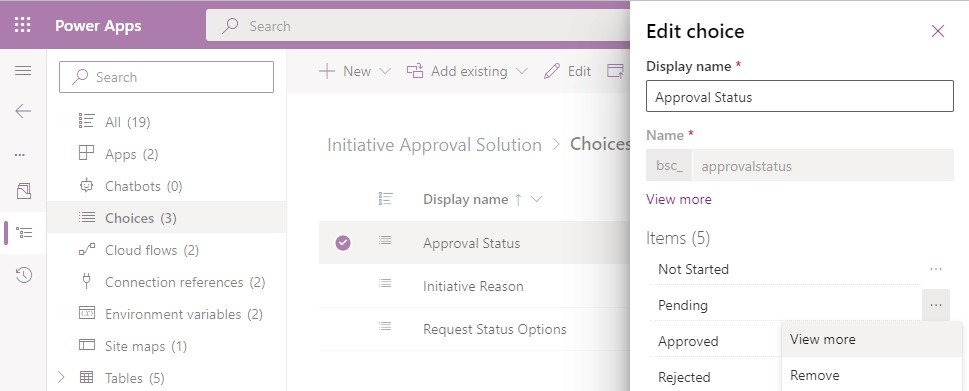 Power Apps
Search
Search
All (19)
Apps (2)
Chatbots (0)
Choices (3)
Cloud flows (2)
Connection references (2)
Environment variables (2)
Site maps (1)
Tables (5)
New
Add existing
Edit
Initiative Approval Solution > Choices
Display name ↑
Approval Status
Initiative Reason
Request Status Options
Edit choice
Display name *
Approval Status
Name *
bsc_ approvalstatus
View more
Items (5)
Not Started ...
Pending ...
Approved
Rejected
View more
Remove